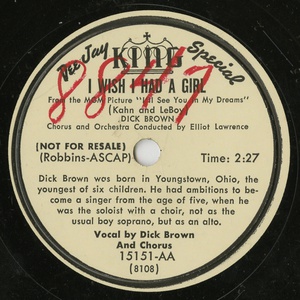 Dee Jay KING Special
8847
I WISH I HAD A GIRL
From the MGM Picture "I'll See You in My Dreams"
(Kahn and LeBoy)
DICK BROWN
Chorus and Orchestra Conducted by Elliot Lawrence
(NOT FOR RESALE)
(Robbins-ASCAP) Time: 2:27
Dick Brown was born in Youngstown, Ohio, the
youngest of six children. He had ambitions to be-
come a singer from the age of five, when he
was the soloist with a choir, not as the
usual boy soprano, but as an alto.
Vocal by Dick Brown
And Chorus
15151-AA
(8108)